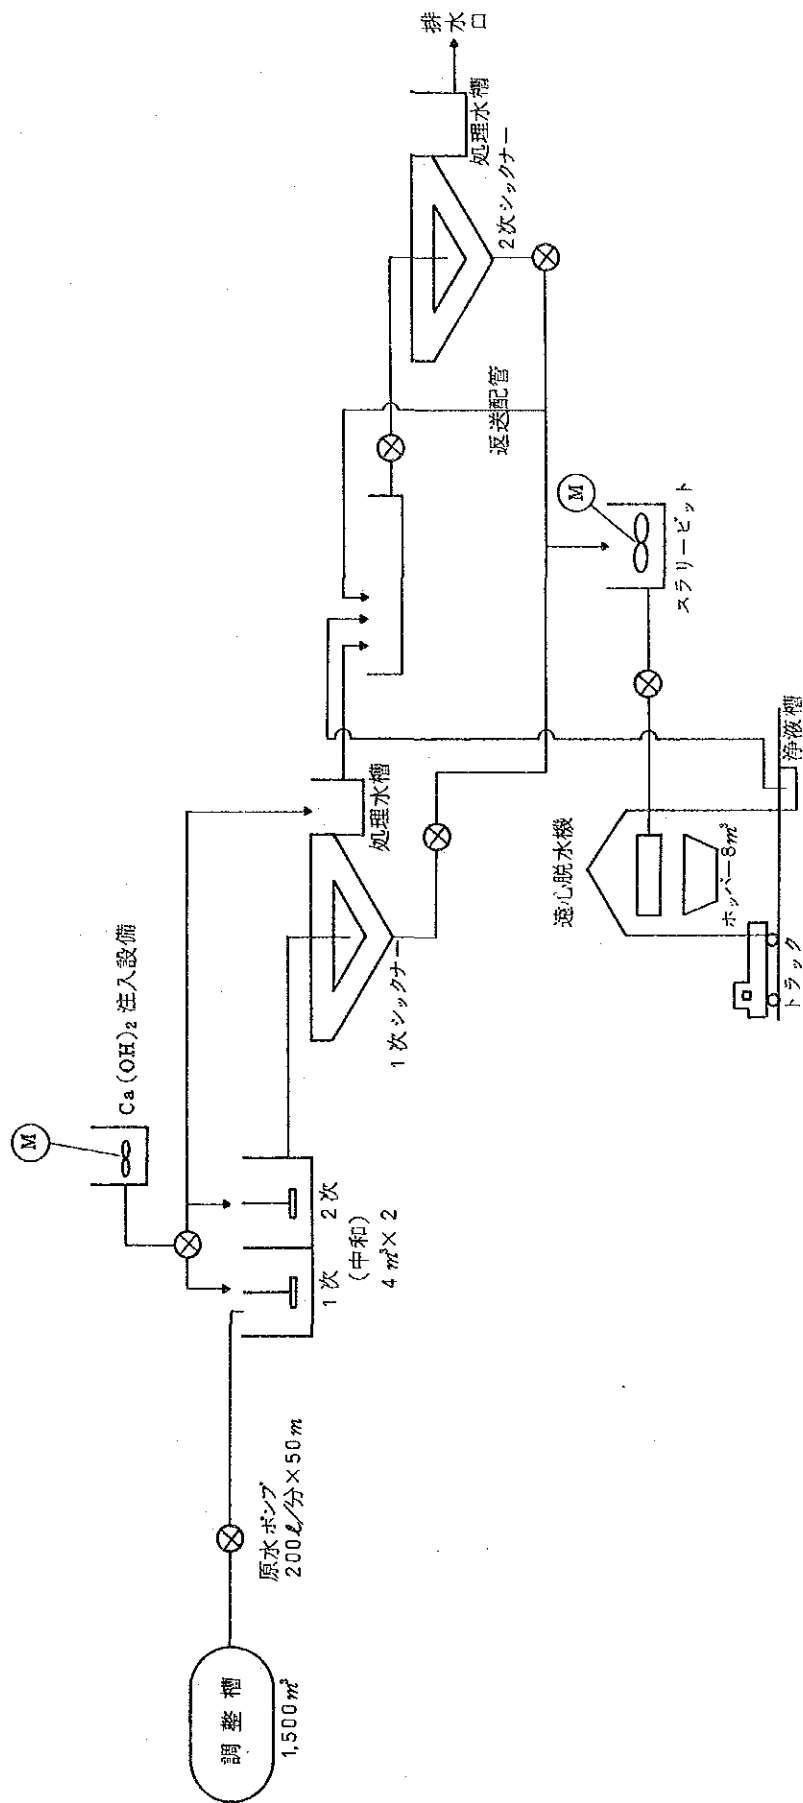 調整槽
1,500m³
原水ポンプ
200ℓ/分×50m
1次
2次
(中和)
4m³×2
M
Ca(OH)₂注入設備
1次シックナー
処理水槽
トラック
ホッパー8m³
遠心脱水機
浄液槽
M
スラリーピット
返送配管
2次シックナー
処理水槽
排水口